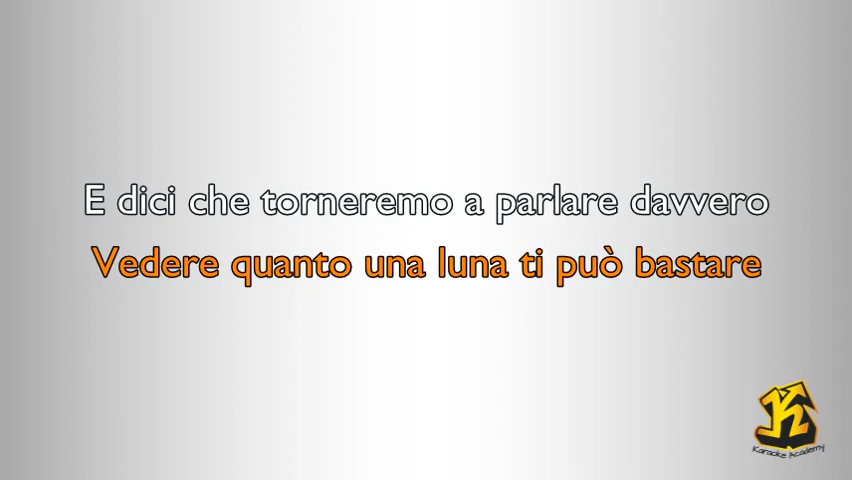 E dici che torneremo a parlare davvero
Vedere quanto una luna ti può bastare
K
Karaoke Academy